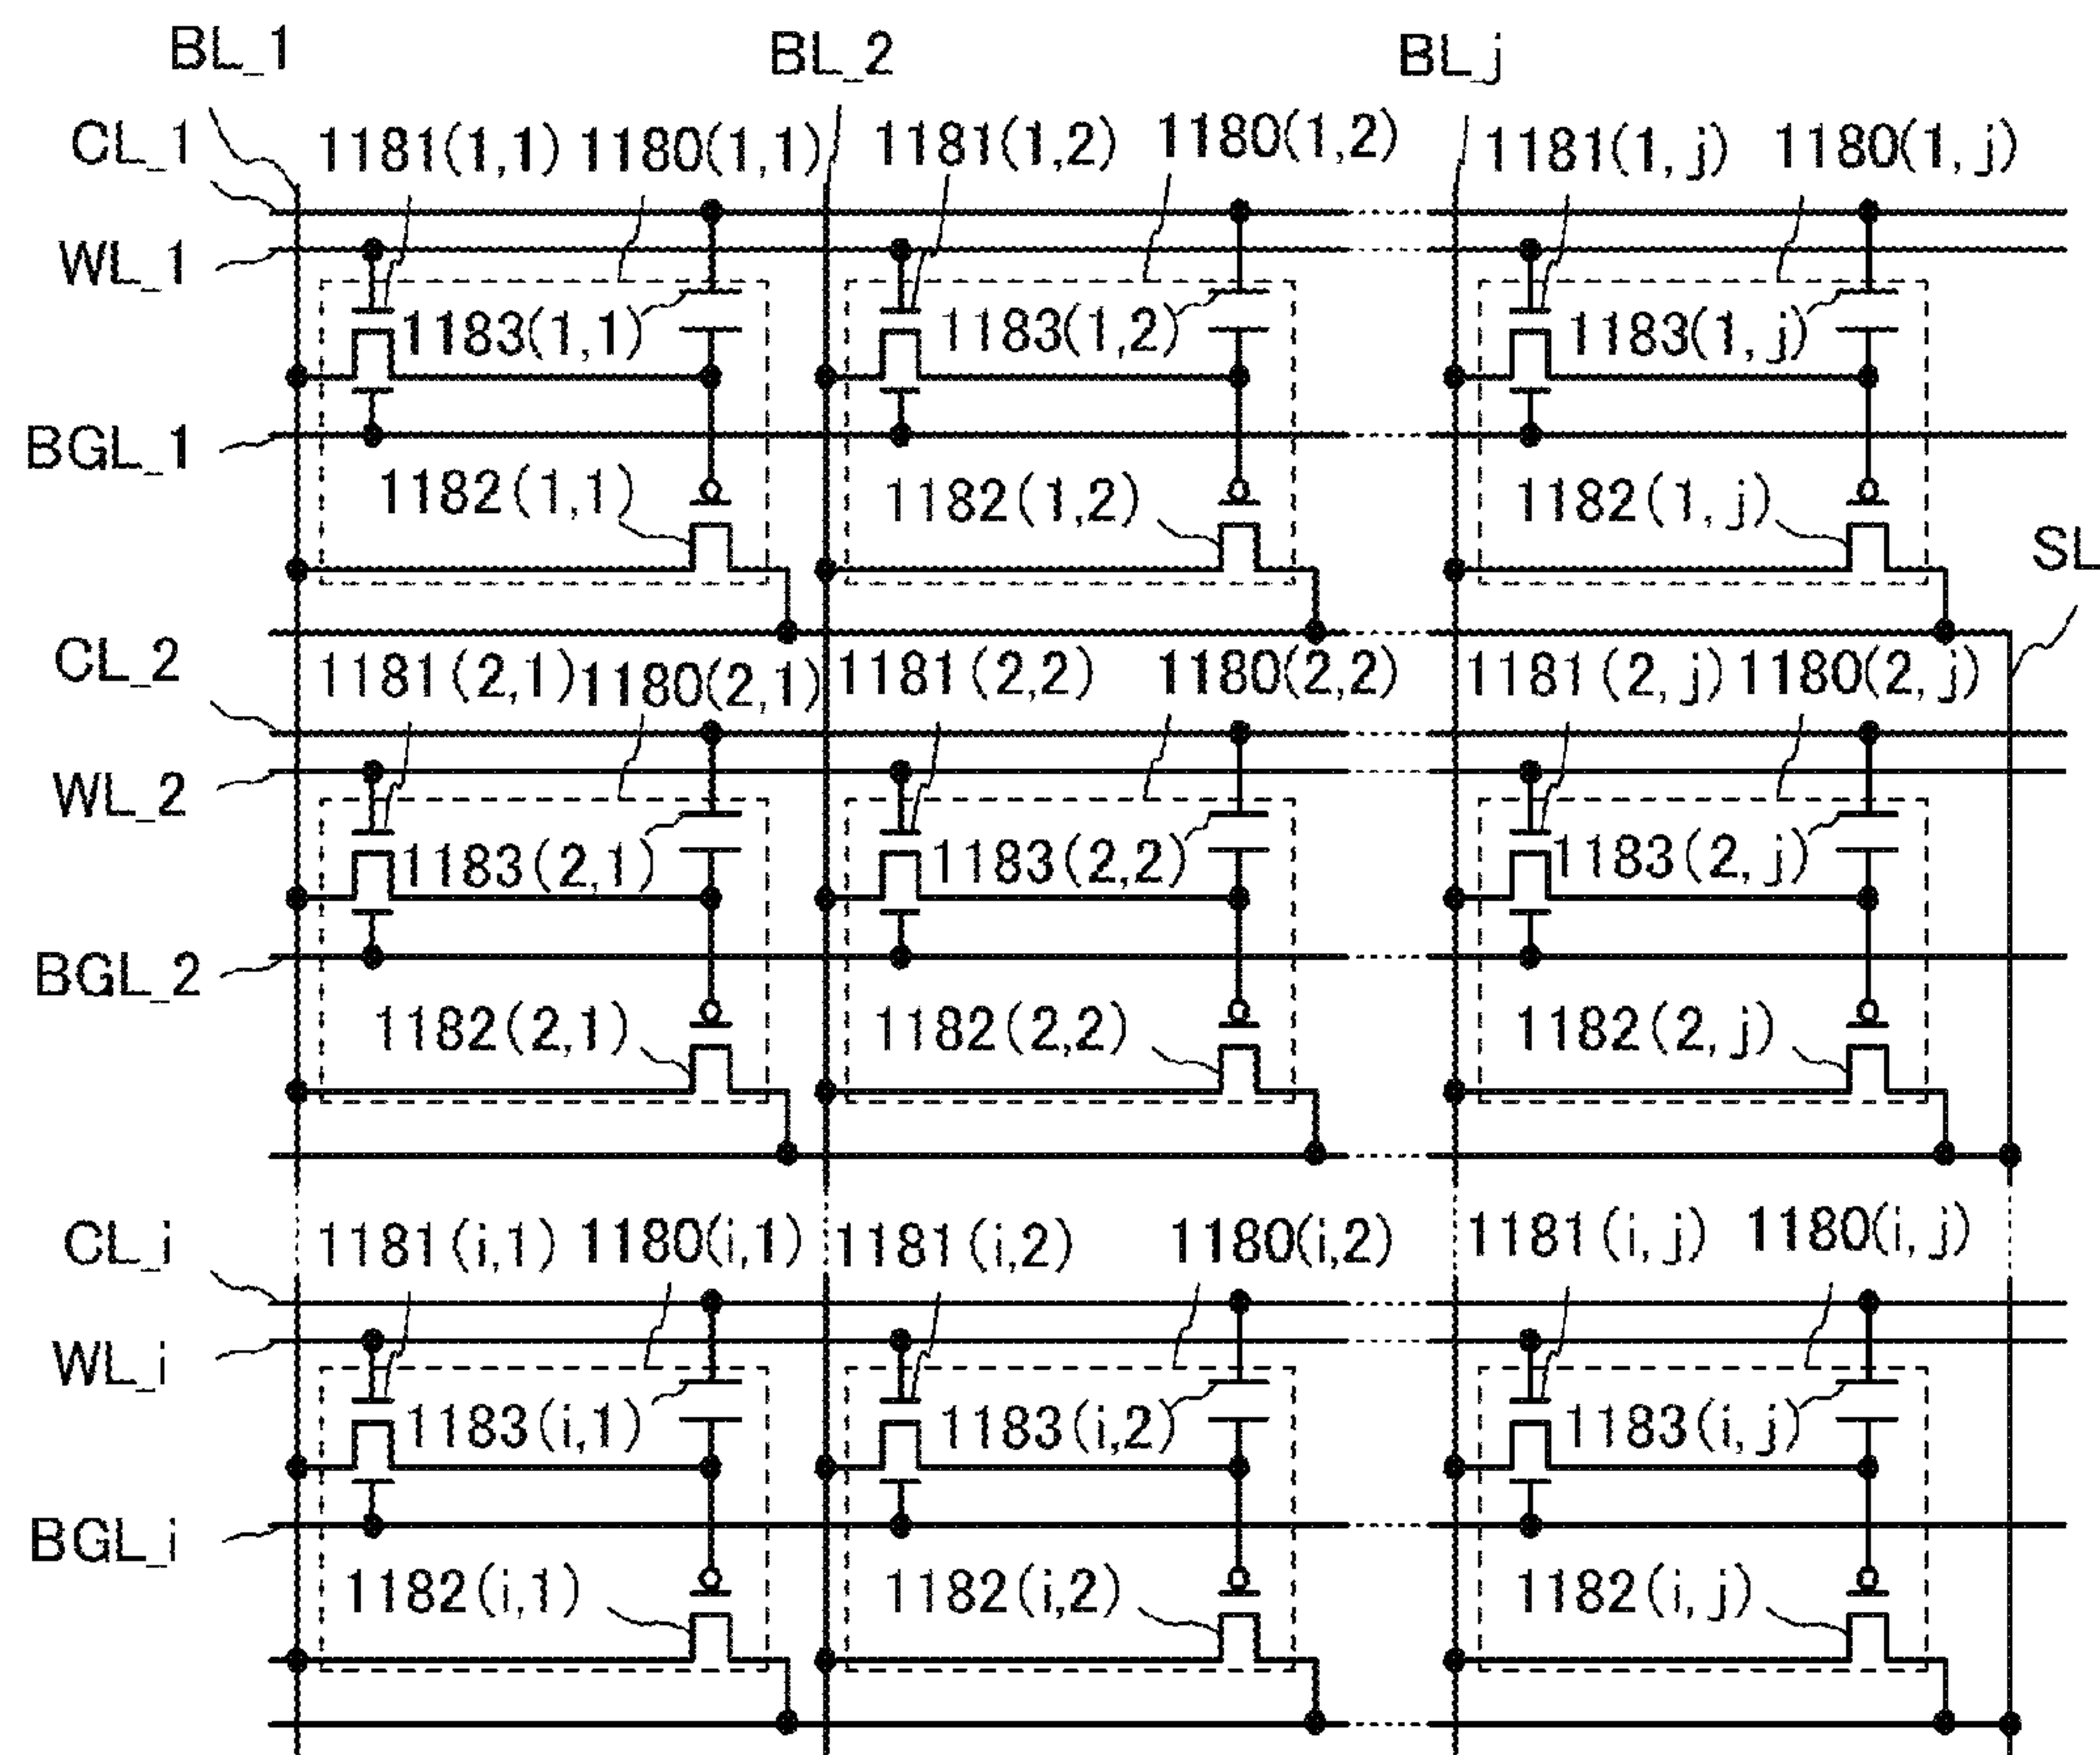 BL_1 BL_2 BL_j
CL_1 1181(1,1) 1180(1,1) 1181(1,2) 1180(1,2) 1181(1,j) 1180(1,j)
WL_1
1183(1,1) 1183(1,2) 1183(1,j)
BGL_1
1182(1,1) 1182(1,2) 1182(1,j)
SL
CL_2 1181(2,1) 1180(2,1) 1181(2,2) 1180(2,2) 1181(2,j) 1180(2,j)
WL_2
1183(2,1) 1183(2,2) 1183(2,j)
BGL_2
1182(2,1) 1182(2,2) 1182(2,j)
CL_i 1181(i,1) 1180(i,1) 1181(i,2) 1180(i,2) 1181(i,j) 1180(i,j)
WL_i
1183(i,1) 1183(i,2) 1183(i,j)
BGL_i
1182(i,1) 1182(i,2) 1182(i,j)